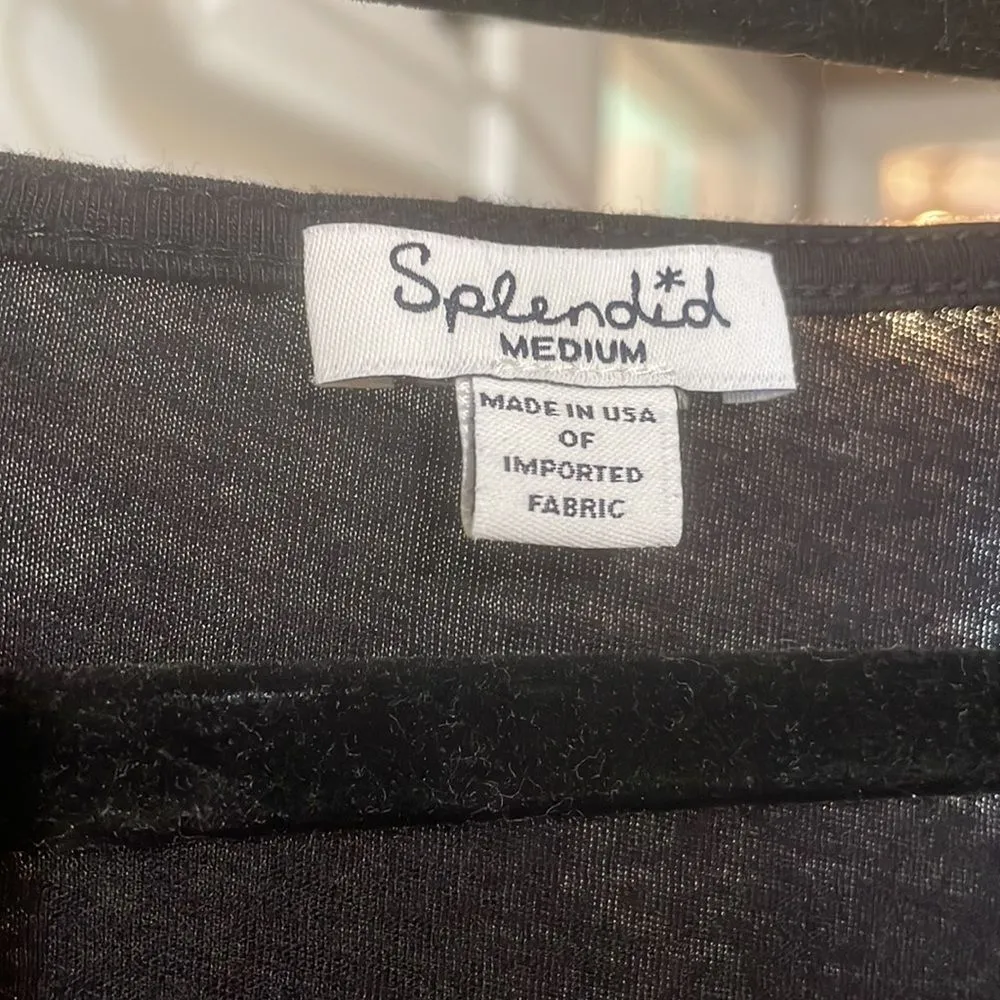 Splendid
MEDIUM
MADE IN USA
OF
IMPORTED
FABRIC